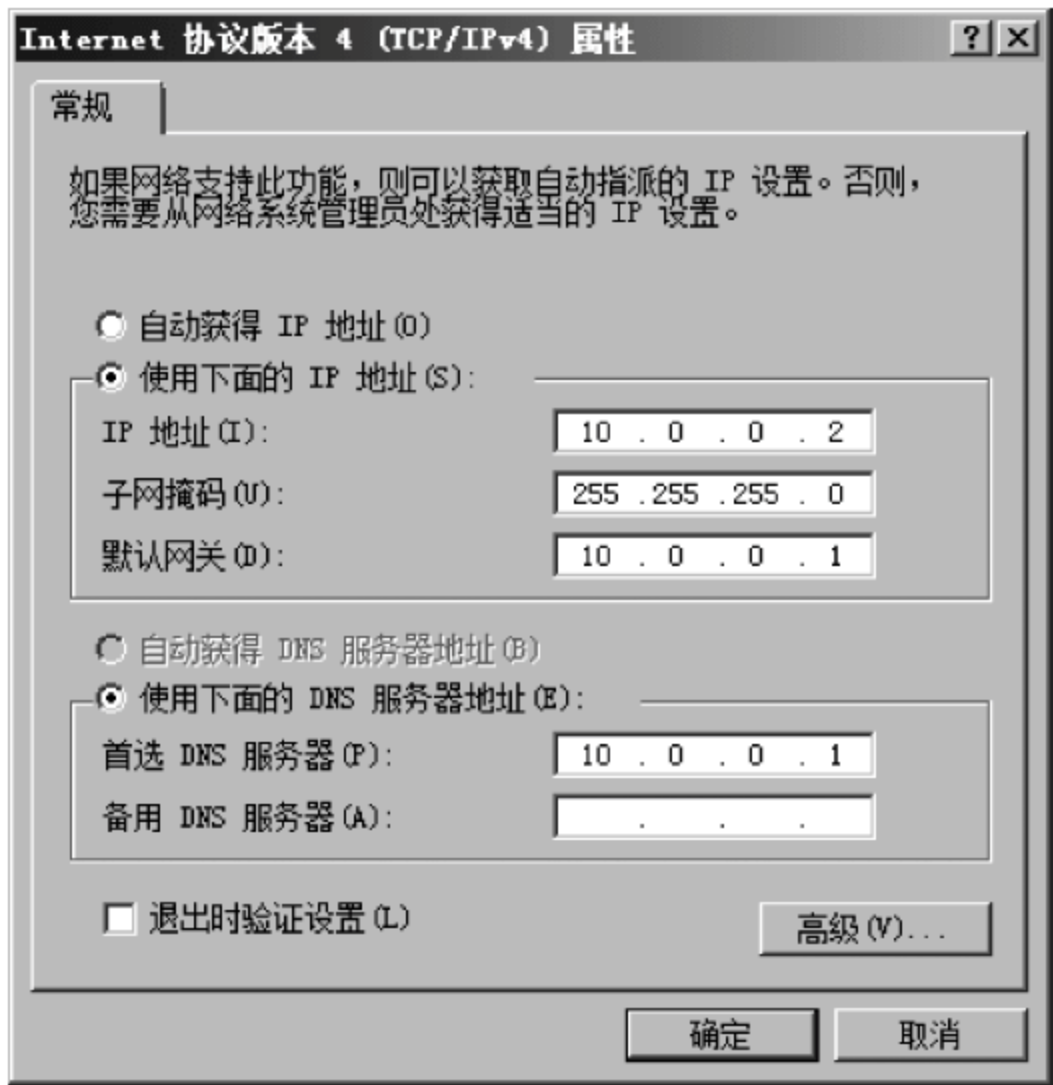 Internet 协议版本 4 (TCP/IPv4) 属性
常规
如果网络支持此功能，则可以获取自动指派的 IP 设置。否则，
您需要从网络系统管理员处获得适当的 IP 设置。
自动获得 IP 地址(O)
使用下面的 IP 地址(S):
IP 地址(I): 10 . 0 . 0 . 2
子网掩码(U): 255 .255 .255 . 0
默认网关(D): 10 . 0 . 0 . 1
自动获得 DNS 服务器地址(B)
使用下面的 DNS 服务器地址(E):
首选 DNS 服务器(P): 10 . 0 . 0 . 1
备用 DNS 服务器(A): . . .
退出时验证设置(L)
高级(V)...
确定 取消